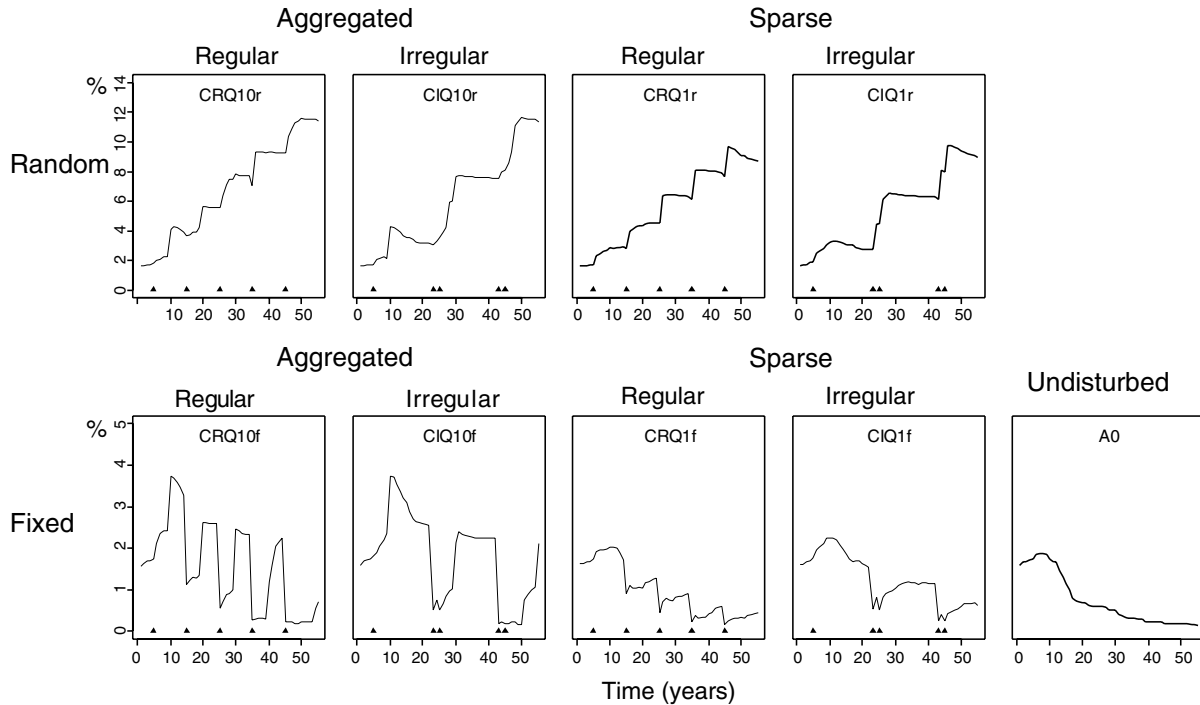 Aggregated Sparse
Regular Irregular Regular Irregular
% 14 12 10 8 6 4 2 0
CRQ10r CIQ10r CRQ1r CIQ1r
Random
0 10 20 30 40 50 0 10 20 30 40 50 0 10 20 30 40 50 0 10 20 30 40 50
Aggregated Sparse Undisturbed
Regular Irregular Regular Irregular
% 5 4 3 2 1 0
CRQ10f CIQ10f CRQ1f CIQ1f A0
Fixed
0 10 20 30 40 50 0 10 20 30 40 50 0 10 20 30 40 50 0 10 20 30 40 50 0 10 20 30 40 50
Time (years)